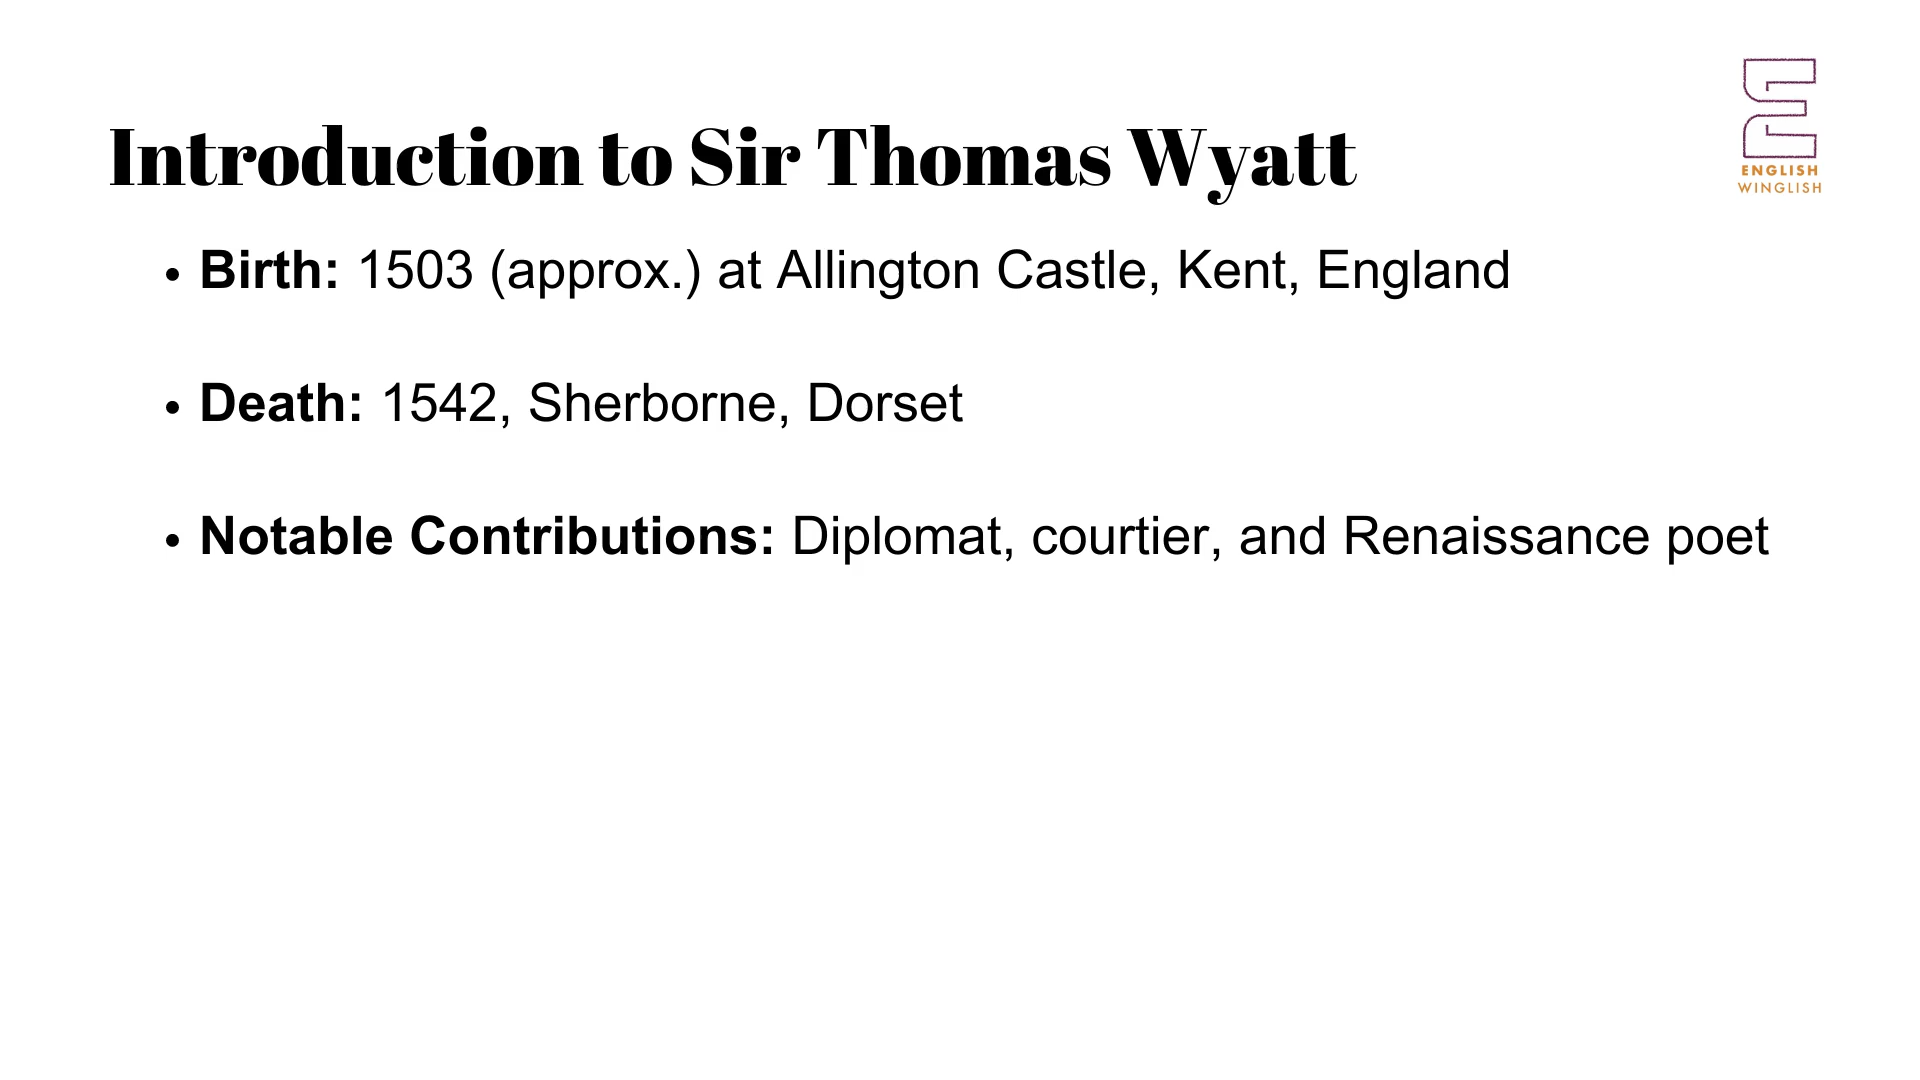 Introduction to Sir Thomas Wyatt
ENGLISH
WINGLISH
• Birth: 1503 (approx.) at Allington Castle, Kent, England
• Death: 1542, Sherborne, Dorset
• Notable Contributions: Diplomat, courtier, and Renaissance poet